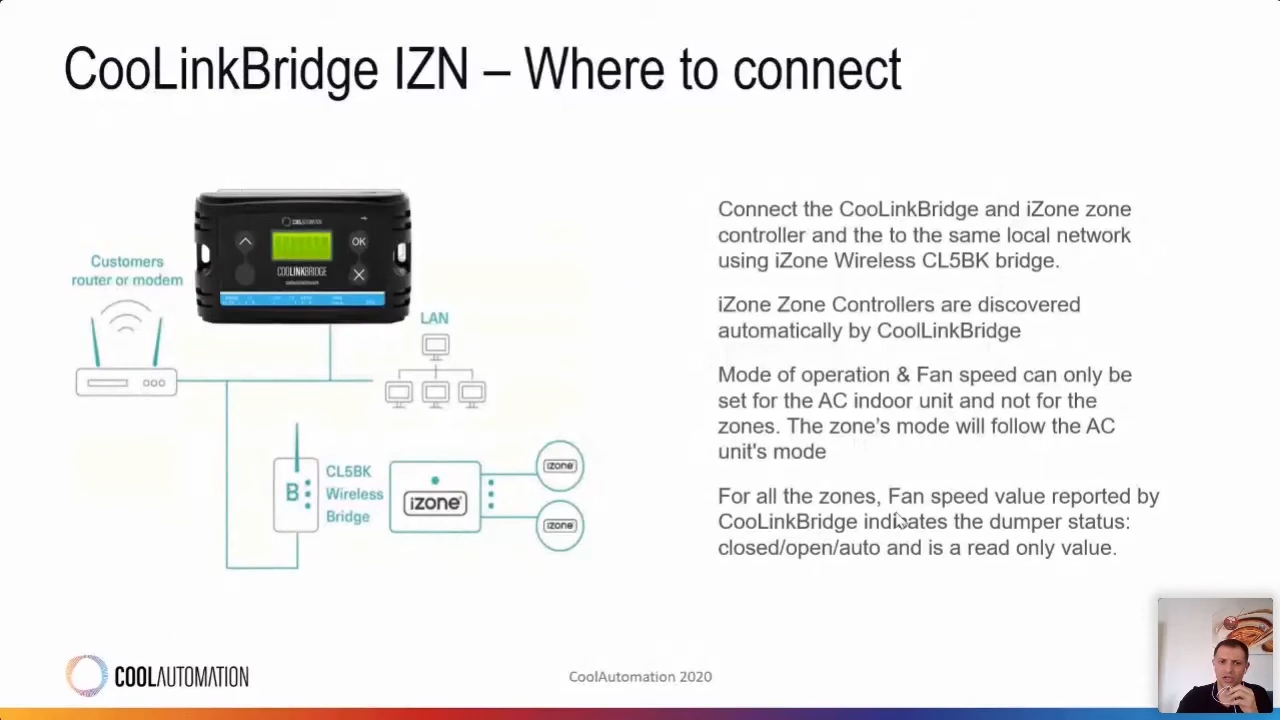 CooLinkBridge IZN – Where to connect
Customers
router or modem
COOLAUTOMATION
OK
COOLINKBRIDGE
LAN
CL5BK
Wireless
Bridge
B
izone
izone
izone
Connect the CooLinkBridge and iZone zone
controller and the to the same local network
using iZone Wireless CL5BK bridge.
iZone Zone Controllers are discovered
automatically by CoolLinkBridge
Mode of operation & Fan speed can only be
set for the AC indoor unit and not for the
zones. The zone's mode will follow the AC
unit's mode
For all the zones, Fan speed value reported by
CooLinkBridge indicates the dumper status:
closed/open/auto and is a read only value.
COOLAUTOMATION
CoolAutomation 2020